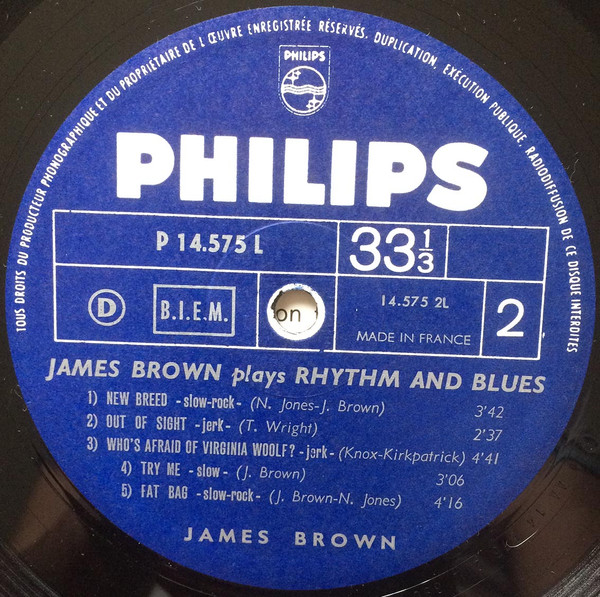 TOUS DROITS DU PRODUCTEUR PHONOGRAPHIQUE ET DU PROPRIÉTAIRE DE L'ŒUVRE ENREGISTRÉE RÉSERVÉS. DUPLICATION, EXECUTION PUBLIQUE, RADIODIFFUSION DE CE DISQUE INTERDITES
PHILIPS
PHILIPS
P 14.575 L
33 1/3
D
B.I.E.M.
on
14.575 2L
MADE IN FRANCE
2
JAMES BROWN plays RHYTHM AND BLUES
1) NEW BREED -slow-rock- (N. Jones-J. Brown) 3'42
2) OUT OF SIGHT -jerk- (T. Wright) 2'37
3) WHO'S AFRAID OF VIRGINIA WOOLF? -jerk- (Knox-Kirkpatrick) 4'41
4) TRY ME -slow- (J. Brown) 3'06
5) FAT BAG -slow-rock- (J. Brown-N. Jones) 4'16
JAMES BROWN